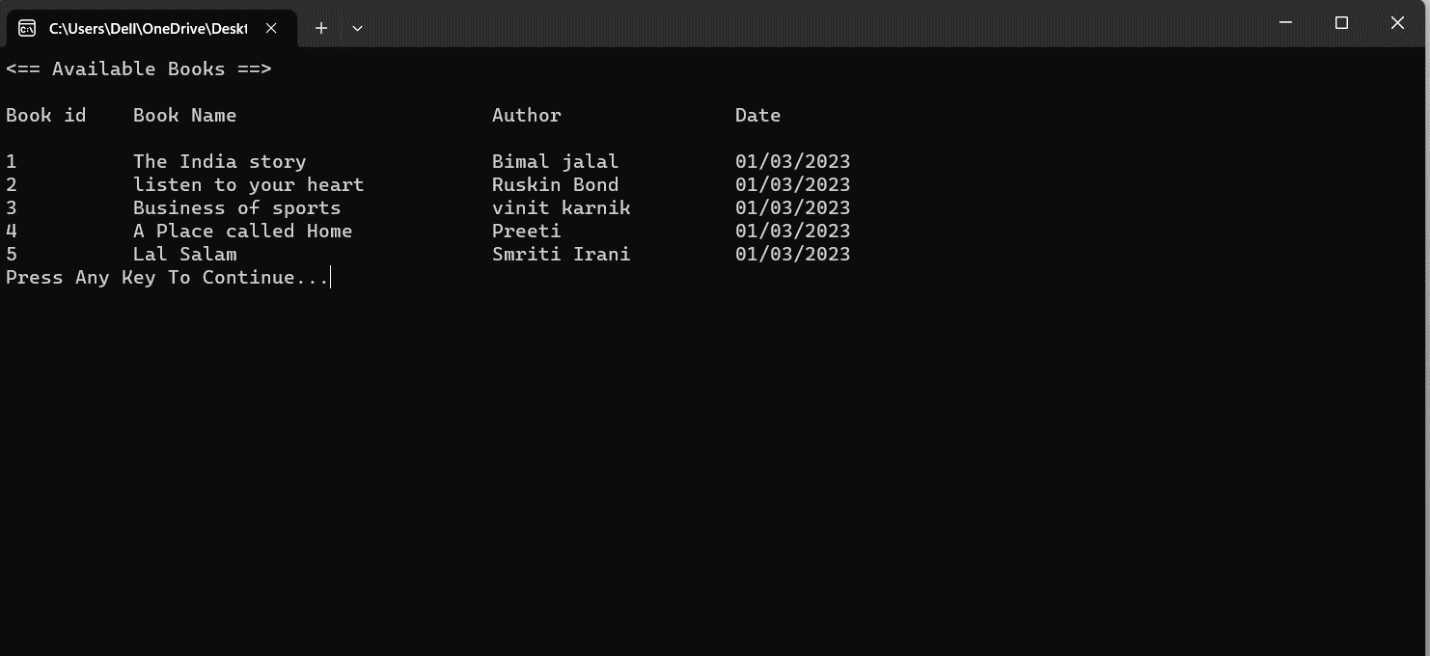 C:\Users\Dell\OneDrive\Deskt
<== Available Books ==>
Book id    Book Name    Author    Date
1    The India story    Bimal jalal    01/03/2023
2    listen to your heart    Ruskin Bond    01/03/2023
3    Business of sports    vinit karnik    01/03/2023
4    A Place called Home    Preeti    01/03/2023
5    Lal Salam    Smriti Irani    01/03/2023
Press Any Key To Continue...